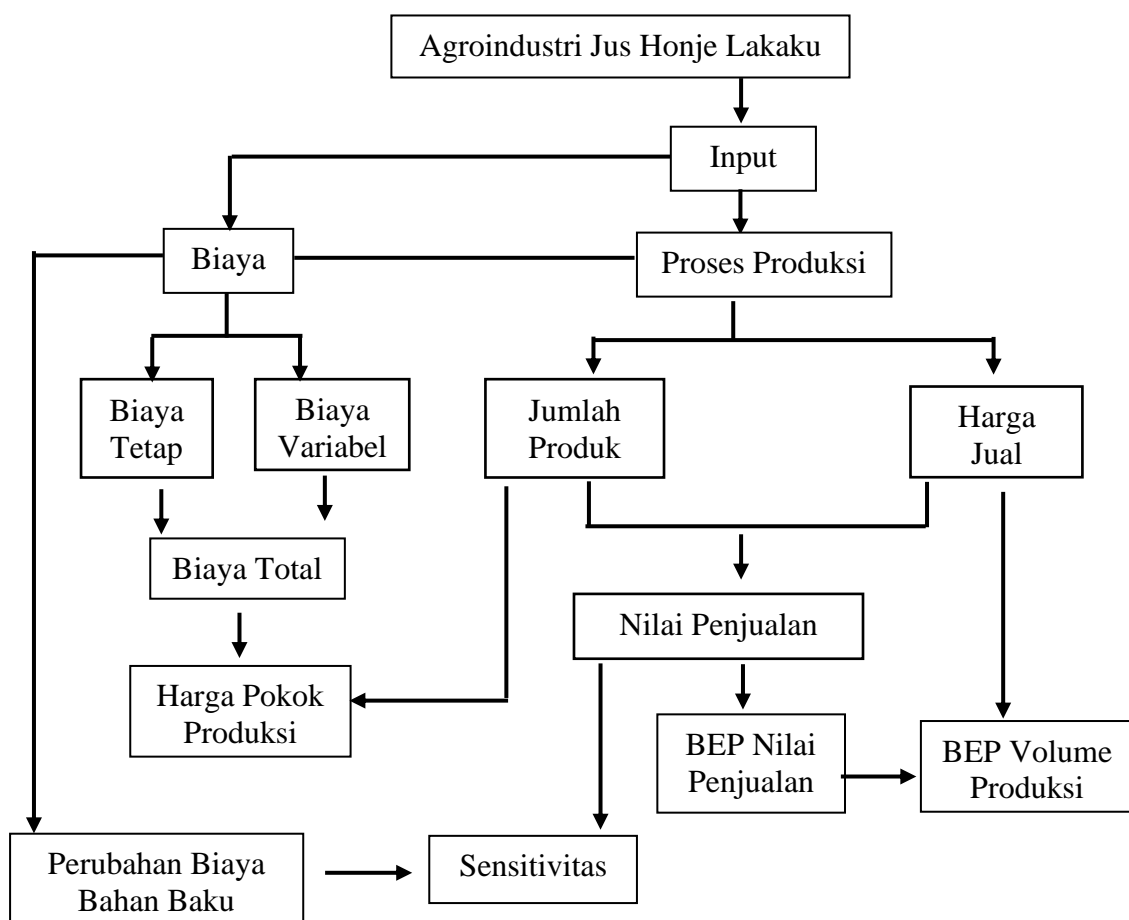 Agroindustri Jus Honje Lakaku
Input
Biaya
Proses Produksi
Biaya
Tetap
Biaya
Variabel
Jumlah
Produk
Harga
Jual
Biaya Total
Nilai Penjualan
Harga Pokok
Produksi
BEP Nilai
Penjualan
BEP Volume
Produksi
Perubahan Biaya
Bahan Baku
Sensitivitas